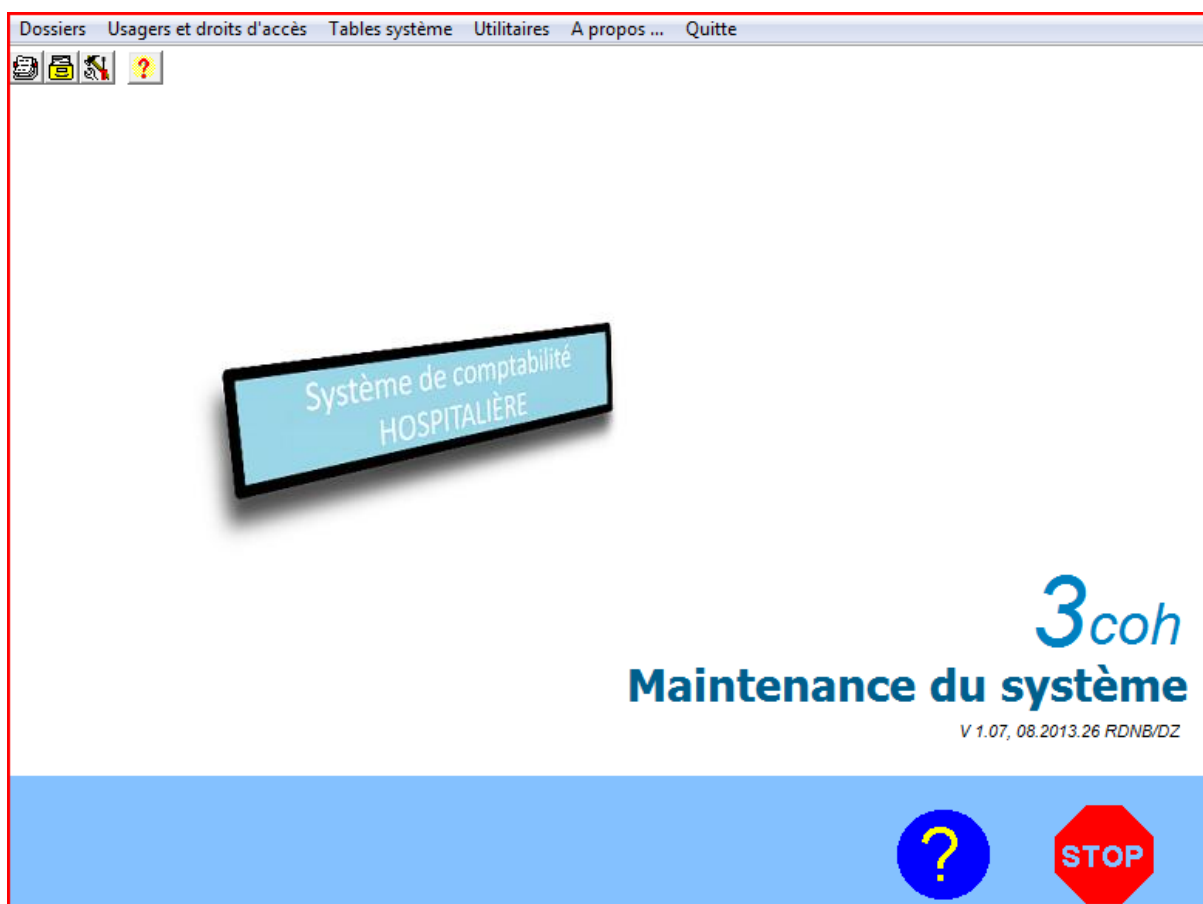 Dossiers Usagers et droits d'accès Tables système Utilitaires A propos ... Quitte
?
Système de comptabilité
HOSPITALIÈRE
3coh
Maintenance du système
V 1.07, 08.2013.26 RDNB/DZ
? STOP